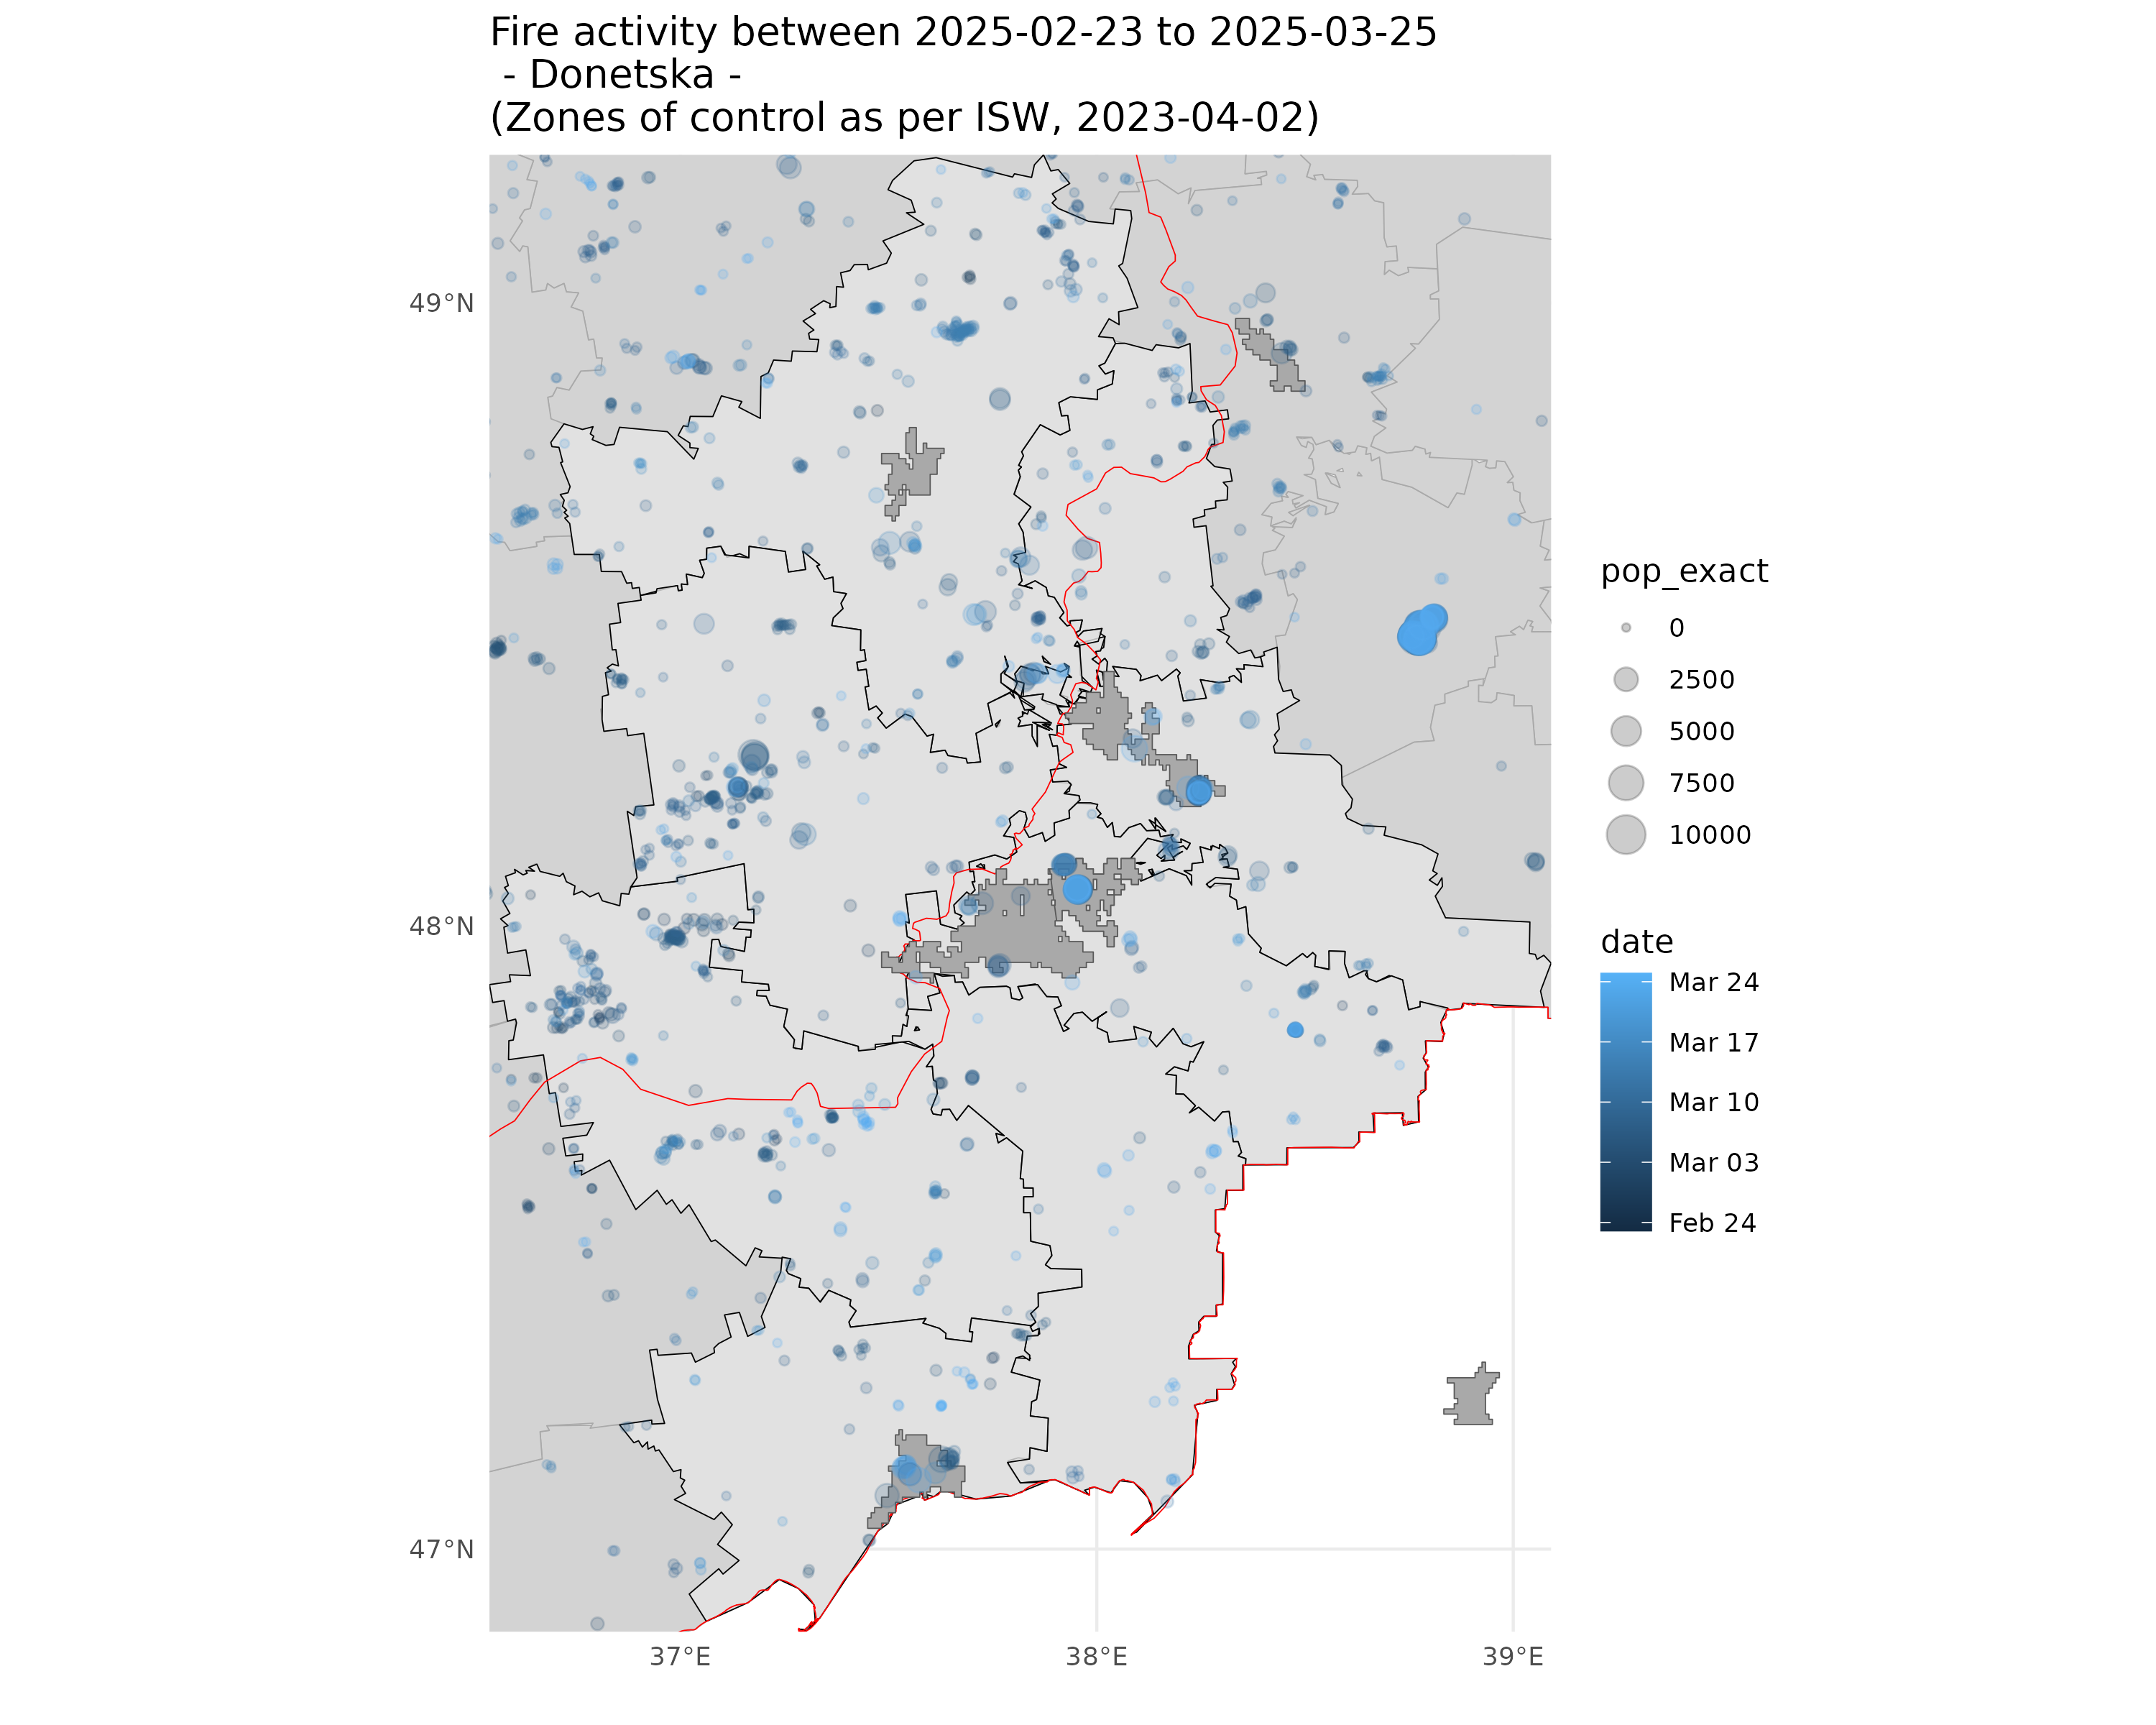 Fire activity between 2025-02-23 to 2025-03-25
- Donetska -
(Zones of control as per ISW, 2023-04-02)
49°N
48°N
47°N
37°E
38°E
39°E
pop_exact
0
2500
5000
7500
10000
date
Mar 24
Mar 17
Mar 10
Mar 03
Feb 24